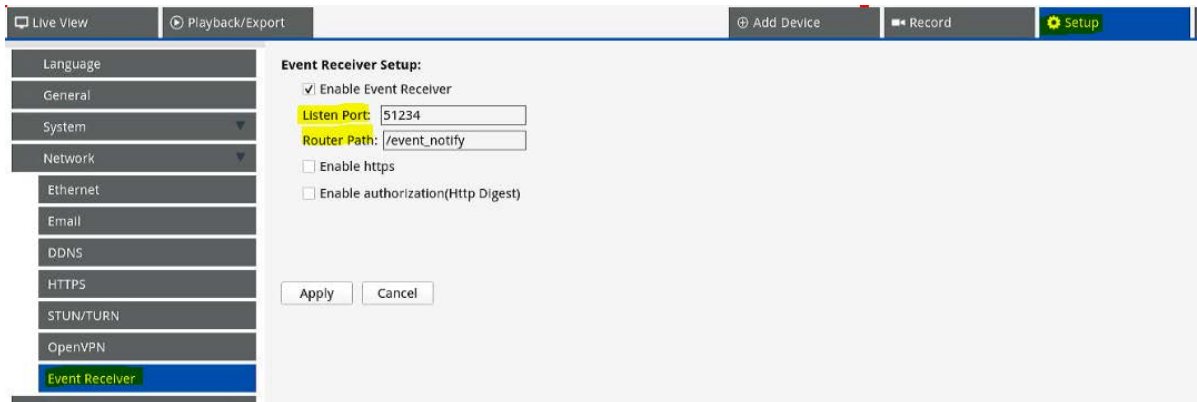 Live View
Playback/Export
Add Device
Record
Setup
Language
General
System
Network
Ethernet
Email
DDNS
HTTPS
STUN/TURN
OpenVPN
Event Receiver
Event Receiver Setup:
Enable Event Receiver
Listen Port: 51234
Router Path: /event_notify
Enable https
Enable authorization(Http Digest)
Apply
Cancel